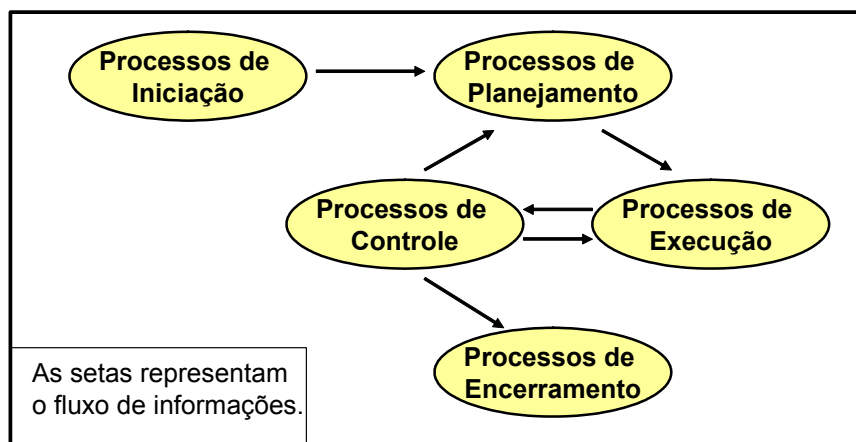 Processos de
Iniciação
Processos de
Planejamento
Processos de
Controle
Processos de
Execução
Processos de
Encerramento
As setas representam
o fluxo de informações.